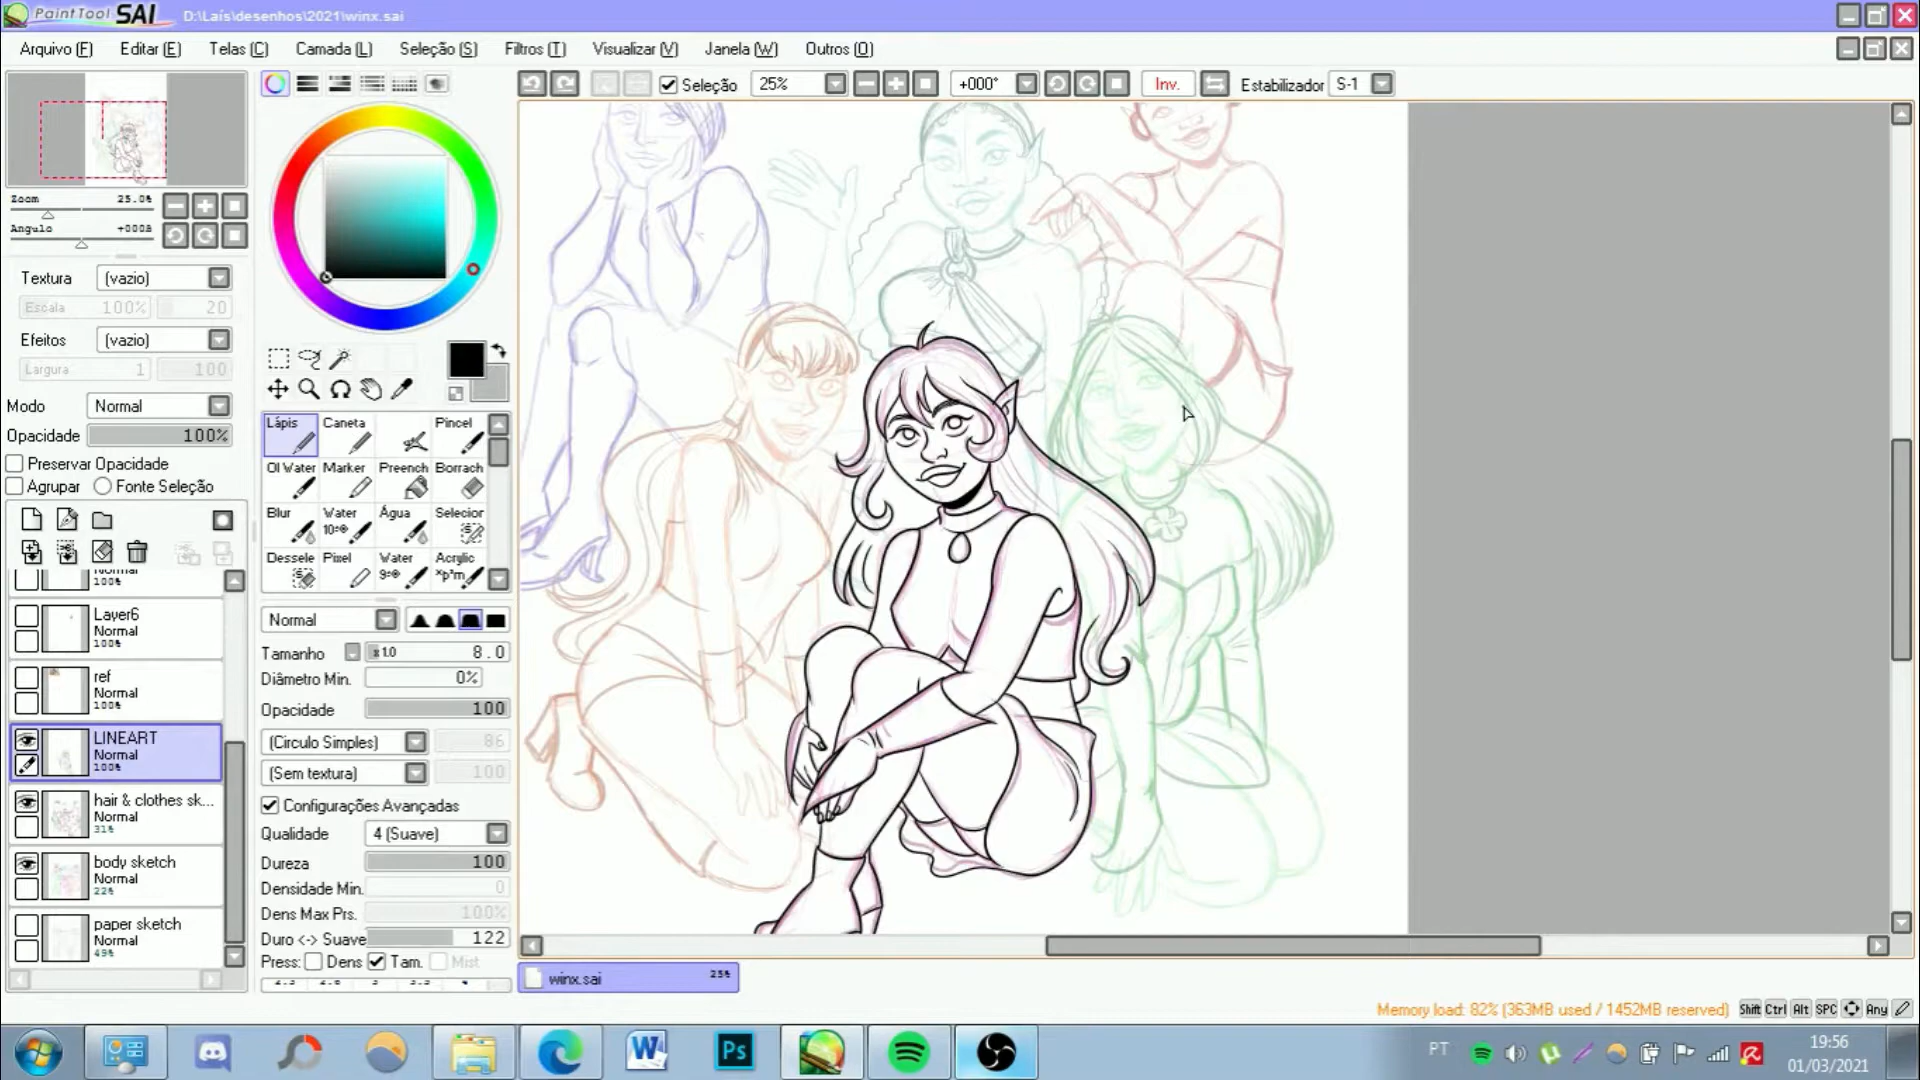 PaintTool SAI D:\Laís\desenhos\2021\winx.sai
Arquivo (F) Editar (E) Telas (C) Camada (L) Seleção (S) Filtros (T) Visualizar (V) Janela (W) Outros (O)
Seleção 25% +000° Inv. Estabilizador S-1
Zoom 25.0%
Angulo +000ª
Textura (vazio)
Escala 100% 20
Efeitos (vazio)
Largura 1 100
Modo Normal
Opacidade 100%
Preservar Opacidade
Agrupar Fonte Seleção
Normal
100%
Layer6
Normal
100%
ref
Normal
100%
LINEART
Normal
100%
hair & clothes sk...
Normal
31%
body sketch
Normal
22%
paper sketch
Normal
49%
Lápis Caneta Pincel
Ol Water Marker Preench Borrach
Blur Water Água Selecior
10
Dessele Pixel Water Acrylic
9
Normal
Tamanho x1.0 8.0
Diâmetro Min. 0%
Opacidade 100
(Circulo Simples) 86
(Sem textura) 100
Configurações Avançadas
Qualidade 4 (Suave)
Dureza 100
Densidade Min. 0
Dens Max Prs. 100%
Duro <-> Suave 122
Press: Dens Tam. Mist
winx.sai 25%
Memory load: 82% (363MB used / 1452MB reserved) Shift Ctrl Alt SPC Any
W Ps PT 19:56
01/03/2021